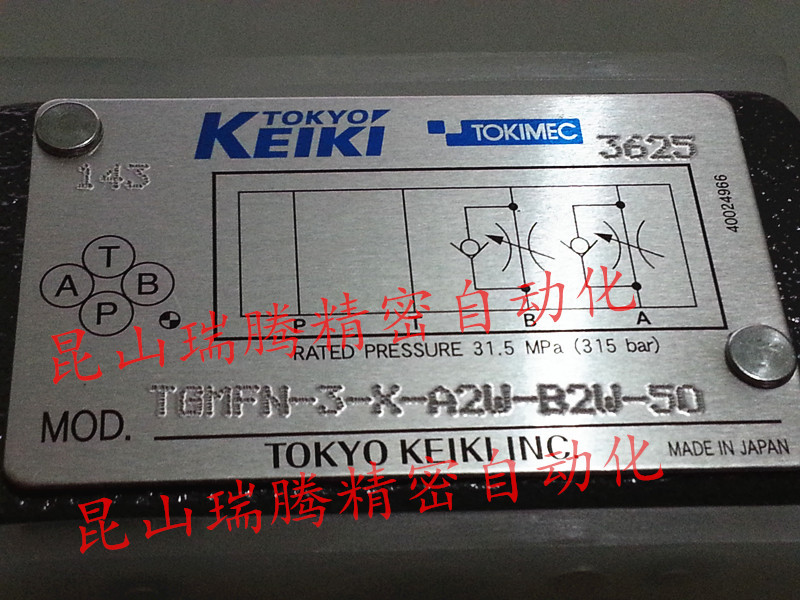 TOKYO
KEIKI
TOKIMEC
3625
143
40024966
T
A B
P
P T B A
昆山瑞腾精密自动化
RATED PRESSURE 31.5 MPa (315 bar)
MOD. TGMFN-3-X-A2W-B2W-50
TOKYO KEIKI INC.
MADE IN JAPAN
昆山瑞腾精密自动化